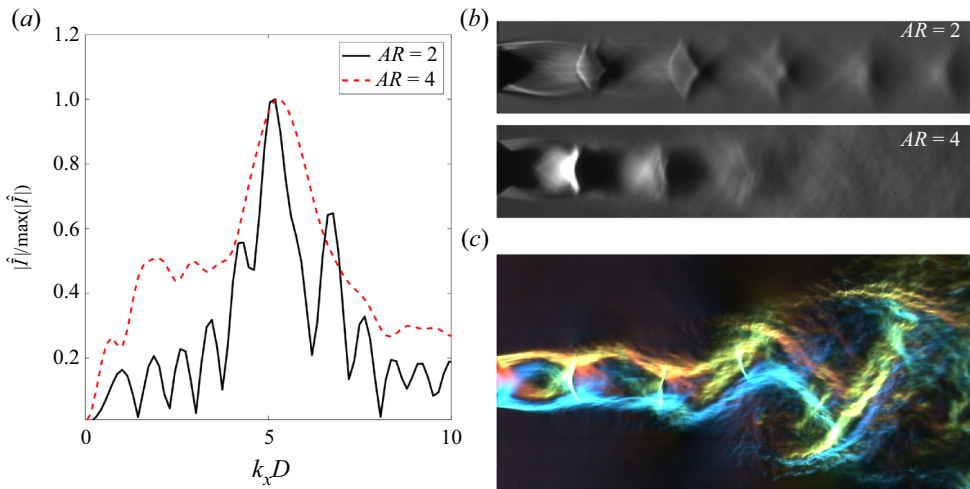 (a)
1.2
1.0
0.8
0.6
0.4
0.2
0
5
10
|Î̄|/max(|Î̄|)
k_xD
AR = 2
AR = 4
(b)
AR = 2
AR = 4
(c)